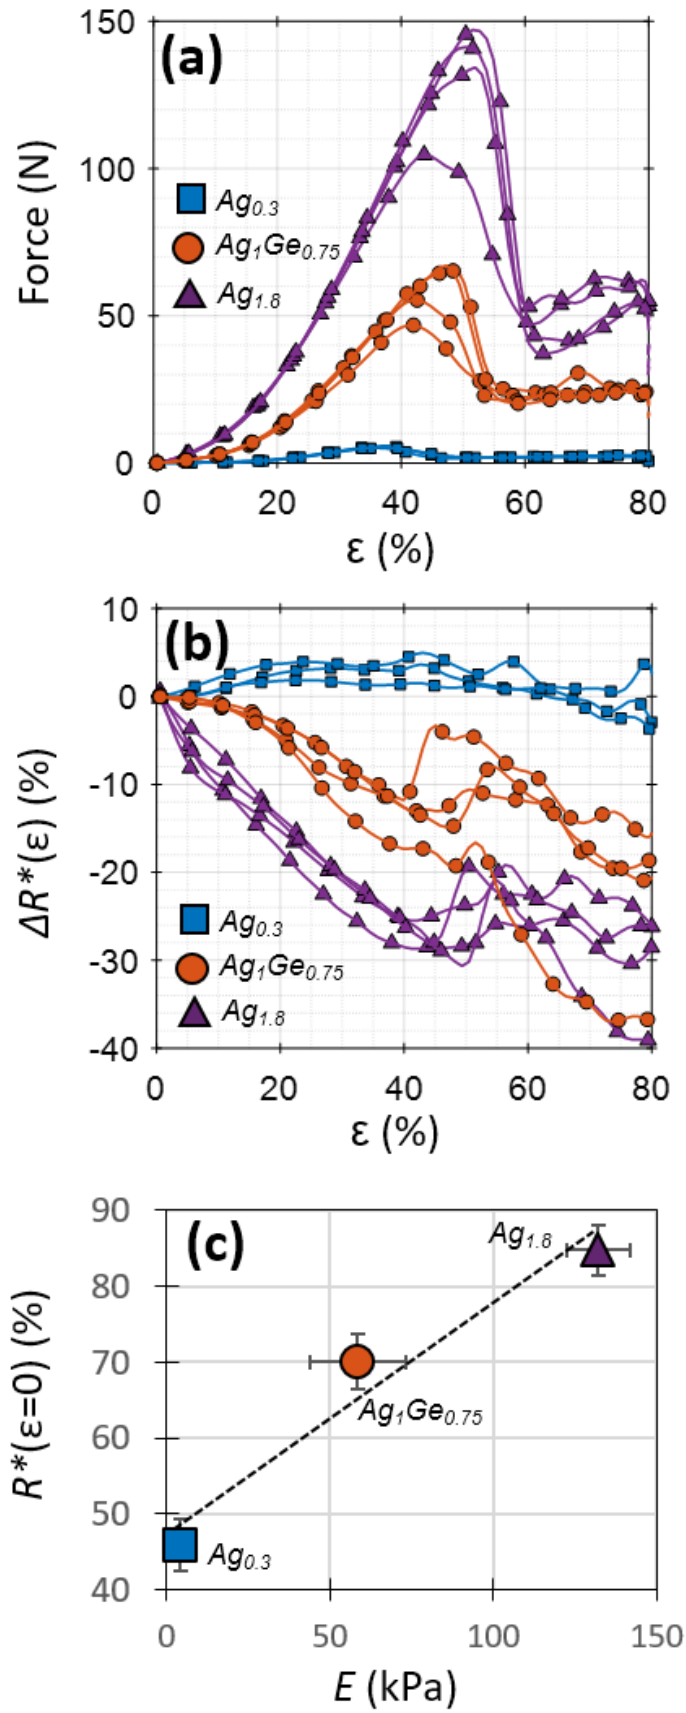 (a)
Force (N)
150
100
50
0
Ag0.3
Ag1Ge0.75
Ag1.8
0 20 40 60 80
ε (%)
(b)
ΔR*(ε) (%)
10
0
-10
-20
-30
-40
Ag0.3
Ag1Ge0.75
Ag1.8
0 20 40 60 80
ε (%)
(c)
R*(ε=0) (%)
90
80
70
60
50
40
Ag1.8
Ag1Ge0.75
Ag0.3
0 50 100 150
E (kPa)